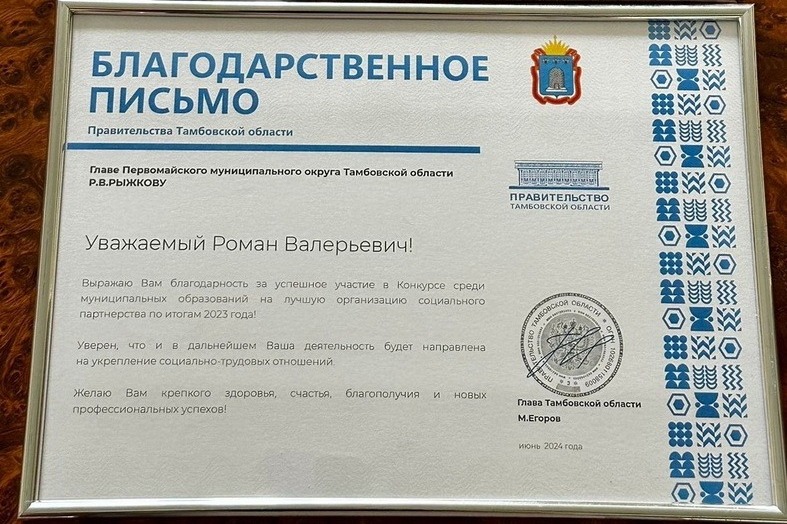 БЛАГОДАРСТВЕННОЕ
ПИСЬМО
Правительства Тамбовской области
Главе Первомайского муниципального округа Тамбовской области
Р.В.РЫЖКОВУ
ПРАВИТЕЛЬСТВО
ТАМБОВСКОЙ ОБЛАСТИ
Уважаемый Роман Валерьевич!
Выражаю Вам благодарность за успешное участие в Конкурсе среди
муниципальных образований на лучшую организацию социального
партнерства по итогам 2023 года!
Уверен, что и в дальнейшем Ваша деятельность будет направлена
на укрепление социально-трудовых отношений.
Желаю Вам крепкого здоровья, счастья, благополучия и новых
профессиональных успехов!
ПРАВИТЕЛЬСТВО ТАМБОВСКОЙ ОБЛАСТИ
Глава Тамбовской области
М.Егоров
июнь 2024 года